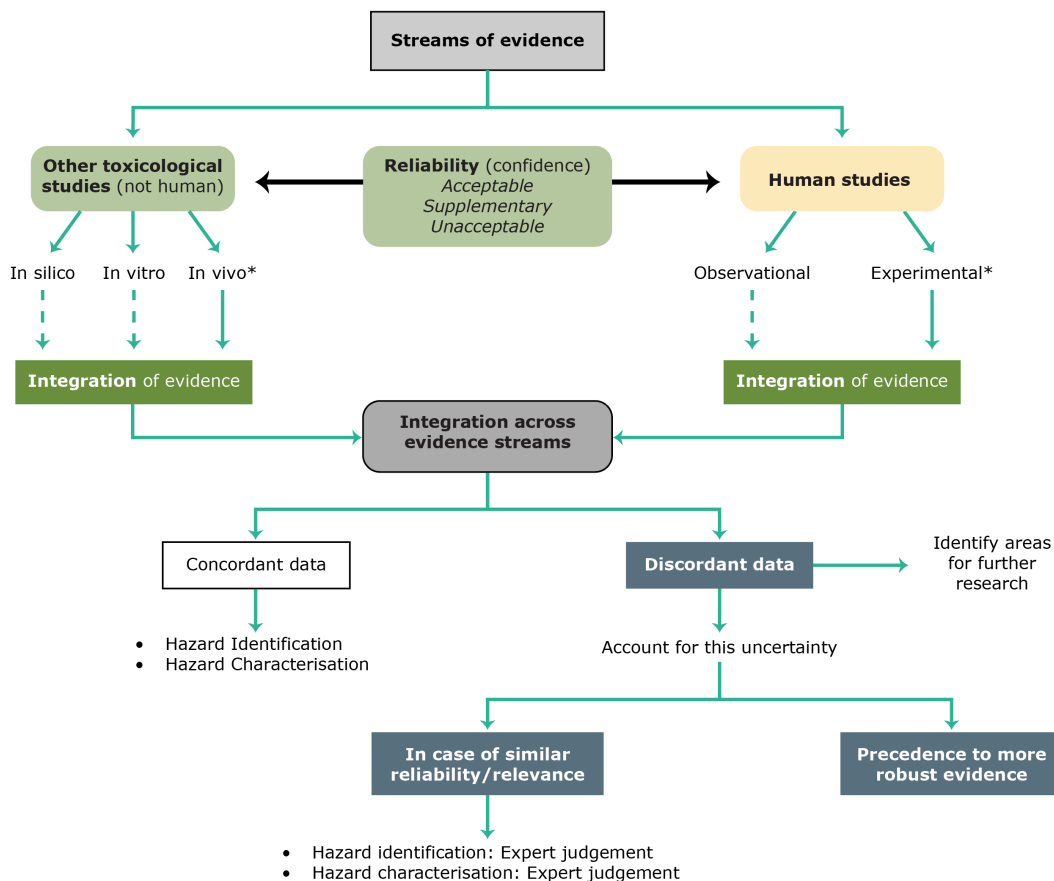 Streams of evidence
Other toxicological
studies (not human)
Reliability (confidence)
Acceptable
Supplementary
Unacceptable
Human studies
In silico
In vitro
In vivo*
Observational
Experimental*
Integration of evidence
Integration of evidence
Integration across
evidence streams
Concordant data
Discordant data
Identify areas
for further
research
• Hazard Identification
• Hazard Characterisation
Account for this uncertainty
In case of similar
reliability/relevance
Precedence to more
robust evidence
• Hazard identification: Expert judgement
• Hazard characterisation: Expert judgement